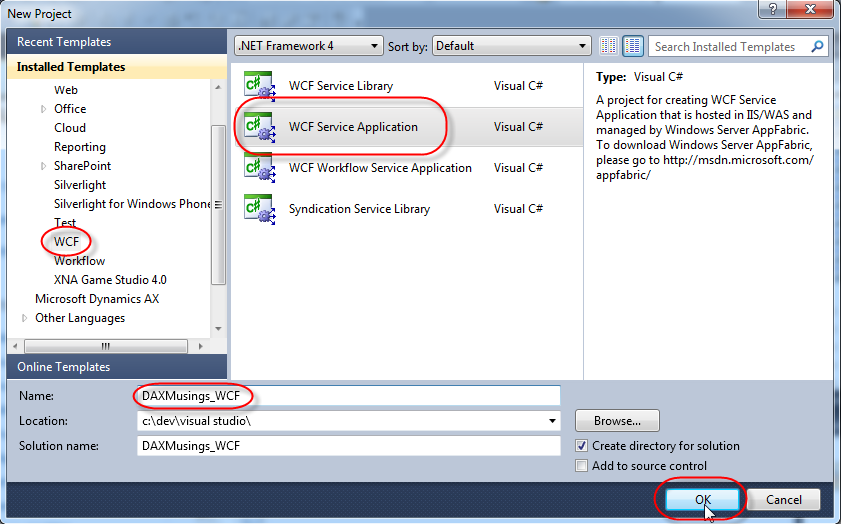 New Project
Recent Templates
Installed Templates
Web
Office
Cloud
Reporting
SharePoint
Silverlight
Silverlight for Windows Phone
Test
WCF
Workflow
XNA Game Studio 4.0
Microsoft Dynamics AX
Other Languages
Online Templates
.NET Framework 4 Sort by: Default Search Installed Templates
C# WCF Service Library Visual C#
C# WCF Service Application Visual C#
C# WCF Workflow Service Application Visual C#
C# Syndication Service Library Visual C#
Type: Visual C#
A project for creating WCF Service
Application that is hosted in IIS/WAS and
managed by Windows Server AppFabric.
To download Windows Server AppFabric,
please go to http://msdn.microsoft.com/
appfabric/
Name: DAXMusings_WCF
Location: c:\dev\visual studio\ Browse...
Solution name: DAXMusings_WCF
Create directory for solution
Add to source control
OK Cancel